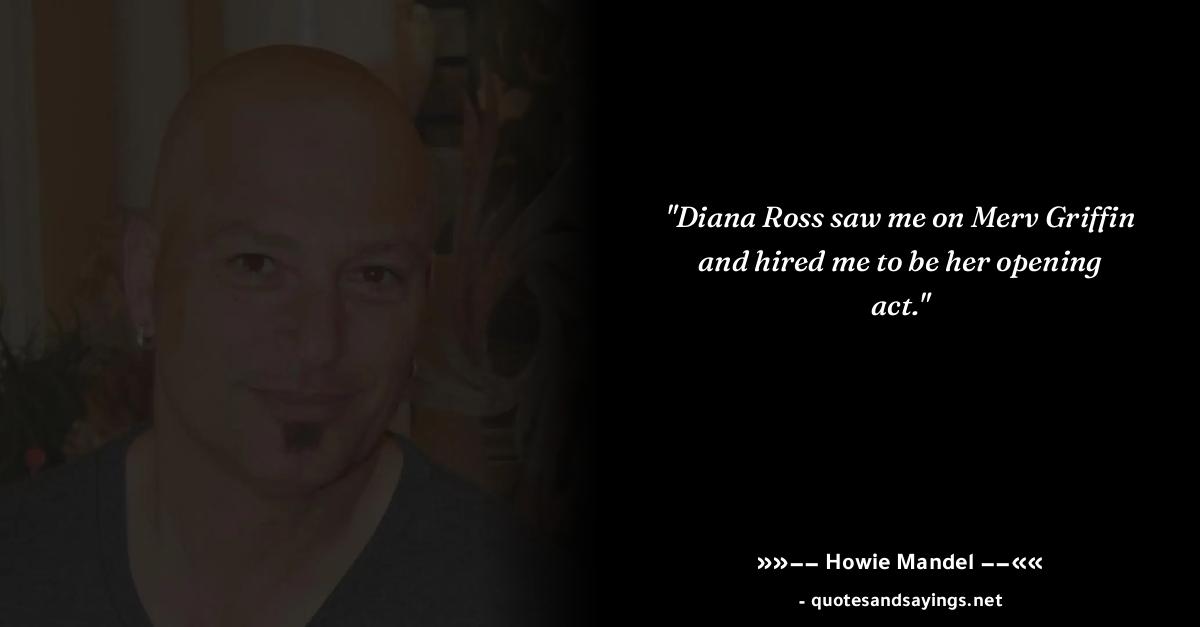 "Diana Ross saw me on Merv Griffin
and hired me to be her opening
act."
»»−− Howie Mandel −−««
- quotesandsayings.net